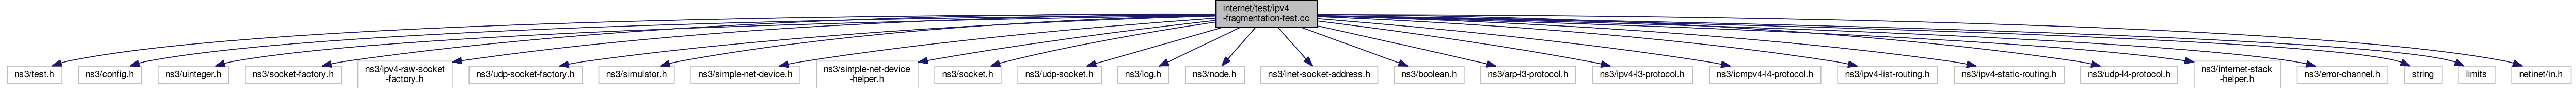 internet/test/ipv4
-fragmentation-test.cc
ns3/test.h
ns3/config.h
ns3/uinteger.h
ns3/socket-factory.h
ns3/ipv4-raw-socket
-factory.h
ns3/udp-socket-factory.h
ns3/simulator.h
ns3/simple-net-device.h
ns3/simple-net-device
-helper.h
ns3/socket.h
ns3/udp-socket.h
ns3/log.h
ns3/node.h
ns3/inet-socket-address.h
ns3/boolean.h
ns3/arp-l3-protocol.h
ns3/ipv4-l3-protocol.h
ns3/icmpv4-l4-protocol.h
ns3/ipv4-list-routing.h
ns3/ipv4-static-routing.h
ns3/udp-l4-protocol.h
ns3/internet-stack
-helper.h
ns3/error-channel.h
string
limits
netinet/in.h